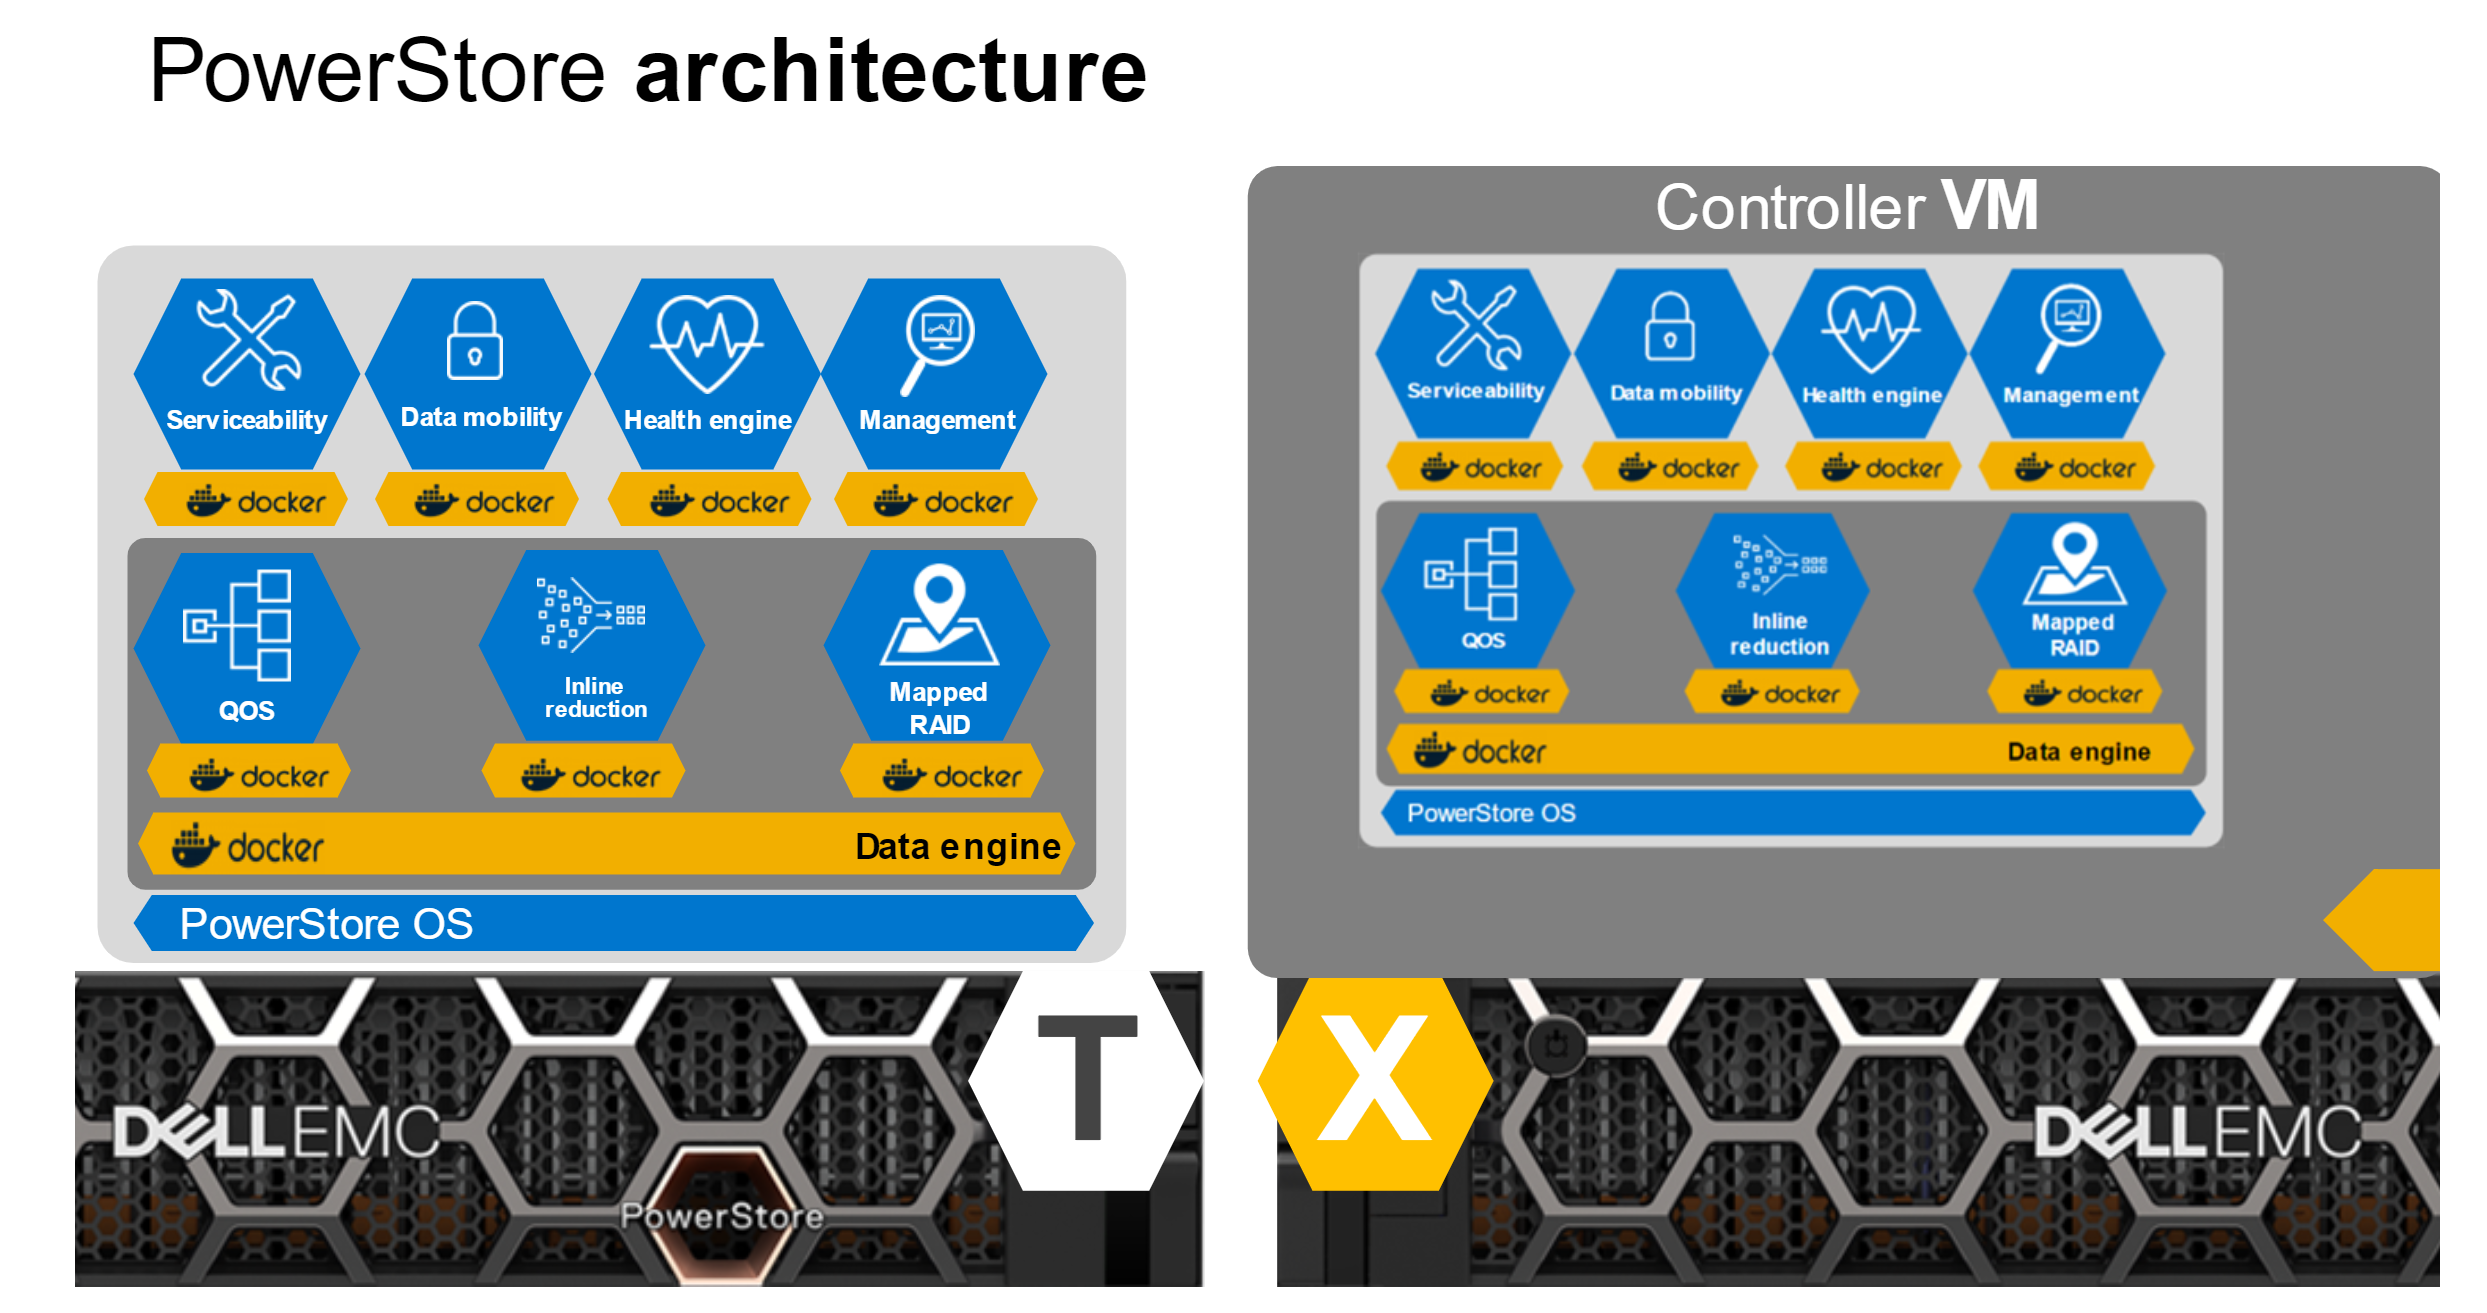 PowerStore architecture
Serviceability
Data mobility
Health engine
Management
docker
docker
docker
docker
QOS
Inline
reduction
Mapped
RAID
docker
docker
docker
docker
Data engine
PowerStore OS
DELLEMC
PowerStore
T
Controller VM
Serviceability
Data mobility
Health engine
Management
docker
docker
docker
docker
QOS
Inline
reduction
Mapped
RAID
docker
docker
docker
docker
Data engine
PowerStore OS
X
DELLEMC